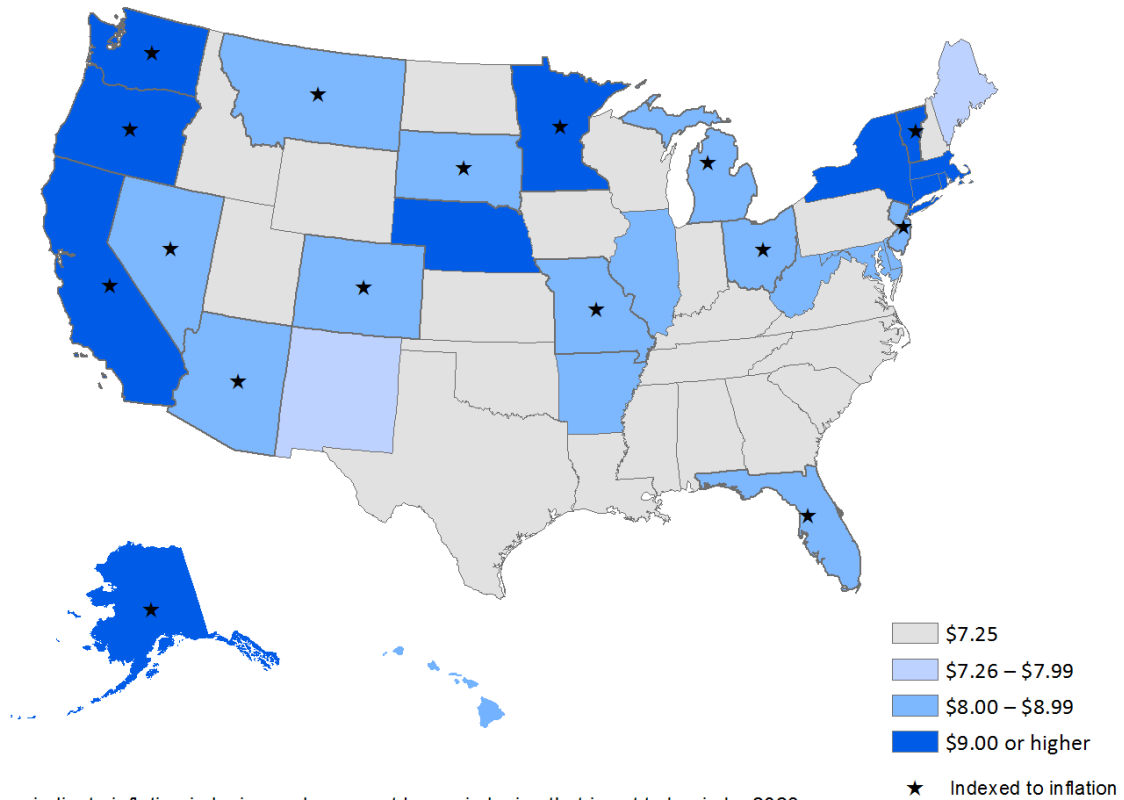 $7.25
$7.26 – $7.99
$8.00 – $8.99
$9.00 or higher
★ Indexed to inflation